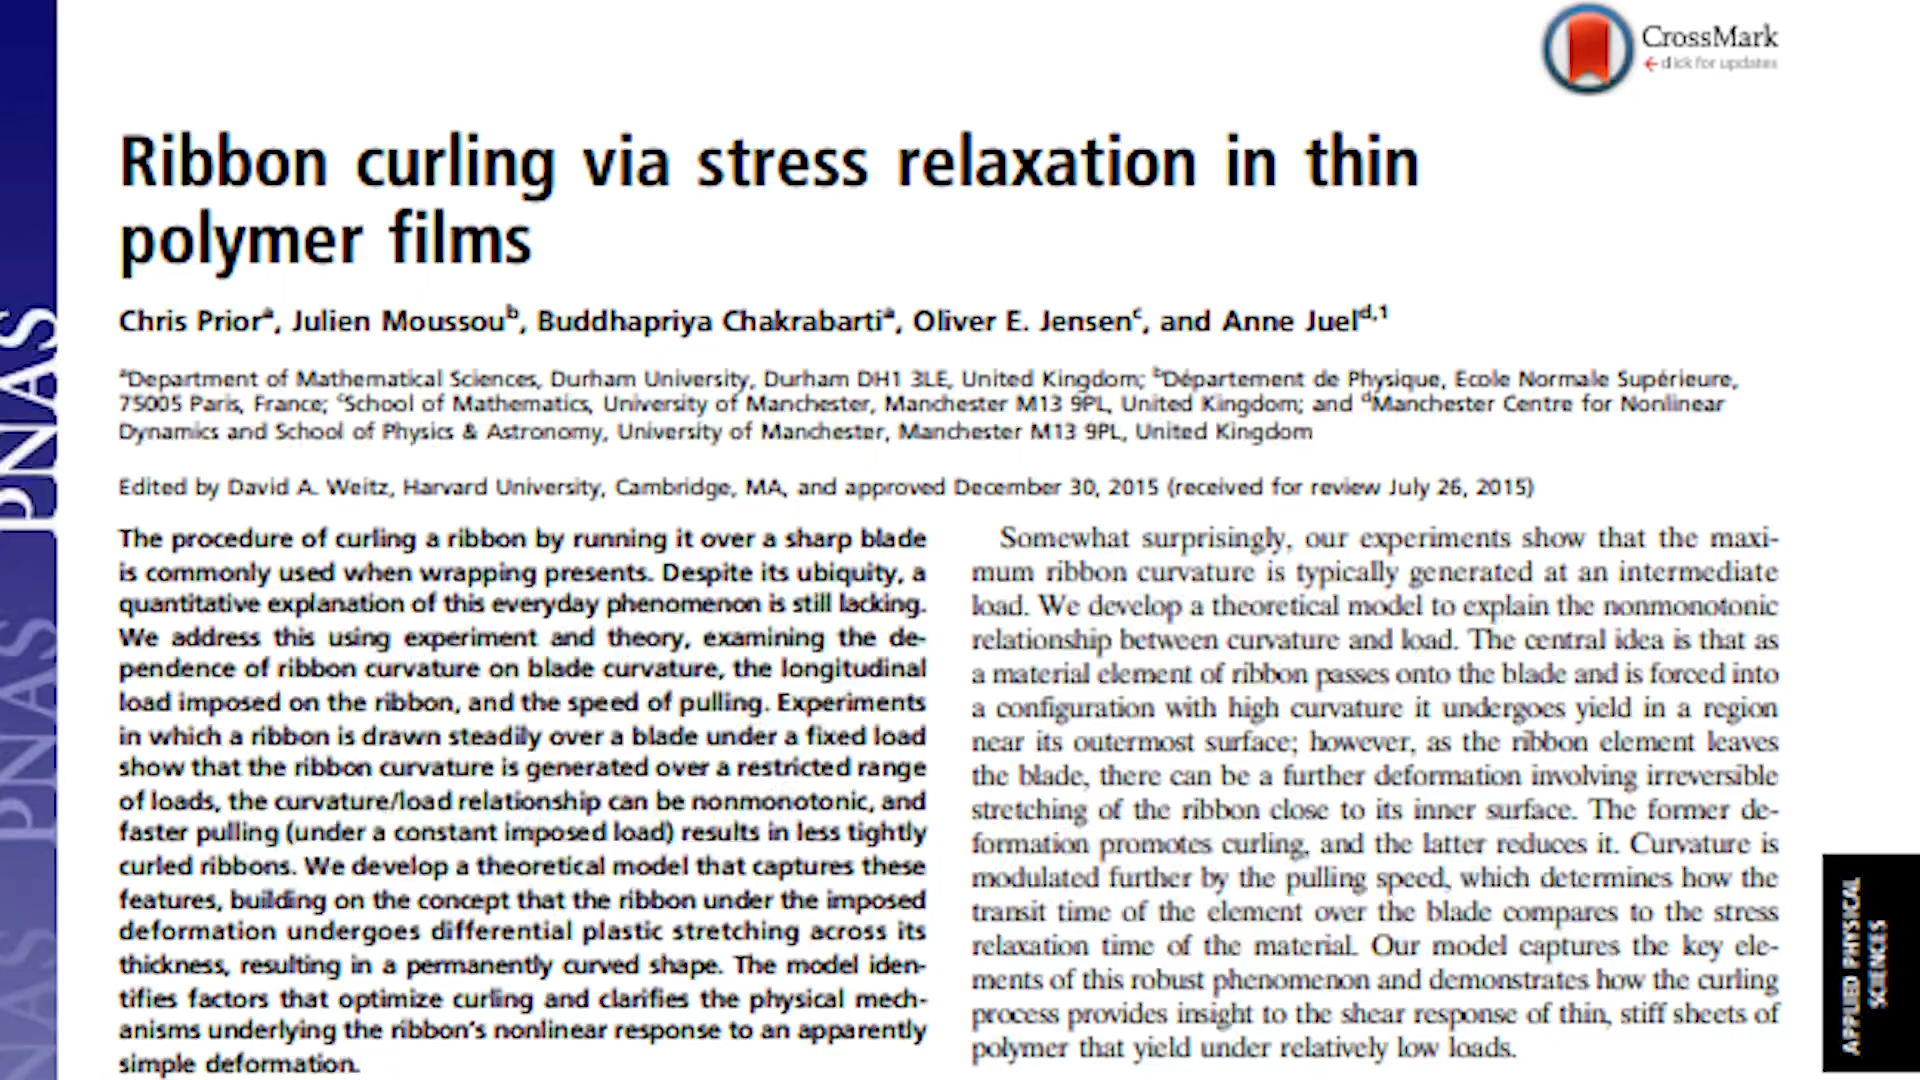 CrossMark
click for updates
Ribbon curling via stress relaxation in thin
polymer films
Chris Priorᵃ, Julien Moussouᵇ, Buddhapriya Chakrabartiᵃ, Oliver E. Jensenᶜ, and Anne Juelᵈ,¹
ᵃDepartment of Mathematical Sciences, Durham University, Durham DH1 3LE, United Kingdom; ᵇDépartement de Physique, Ecole Normale Supérieure,
75005 Paris, France; ᶜSchool of Mathematics, University of Manchester, Manchester M13 9PL, United Kingdom; and ᵈManchester Centre for Nonlinear
Dynamics and School of Physics & Astronomy, University of Manchester, Manchester M13 9PL, United Kingdom
Edited by David A. Weitz, Harvard University, Cambridge, MA, and approved December 30, 2015 (received for review July 26, 2015)
The procedure of curling a ribbon by running it over a sharp blade
is commonly used when wrapping presents. Despite its ubiquity, a
quantitative explanation of this everyday phenomenon is still lacking.
We address this using experiment and theory, examining the de-
pendence of ribbon curvature on blade curvature, the longitudinal
load imposed on the ribbon, and the speed of pulling. Experiments
in which a ribbon is drawn steadily over a blade under a fixed load
show that the ribbon curvature is generated over a restricted range
of loads, the curvature/load relationship can be nonmonotonic, and
faster pulling (under a constant imposed load) results in less tightly
curled ribbons. We develop a theoretical model that captures these
features, building on the concept that the ribbon under the imposed
deformation undergoes differential plastic stretching across its
thickness, resulting in a permanently curved shape. The model iden-
tifies factors that optimize curling and clarifies the physical mech-
anisms underlying the ribbon's nonlinear response to an apparently
simple deformation.
Somewhat surprisingly, our experiments show that the maxi-
mum ribbon curvature is typically generated at an intermediate
load. We develop a theoretical model to explain the nonmonotonic
relationship between curvature and load. The central idea is that as
a material element of ribbon passes onto the blade and is forced into
a configuration with high curvature it undergoes yield in a region
near its outermost surface; however, as the ribbon element leaves
the blade, there can be a further deformation involving irreversible
stretching of the ribbon close to its inner surface. The former de-
formation promotes curling, and the latter reduces it. Curvature is
modulated further by the pulling speed, which determines how the
transit time of the element over the blade compares to the stress
relaxation time of the material. Our model captures the key ele-
ments of this robust phenomenon and demonstrates how the curling
process provides insight to the shear response of thin, stiff sheets of
polymer that yield under relatively low loads.
PNAS
PNAS
PNAS
APPLIED PHYSICAL
SCIENCES